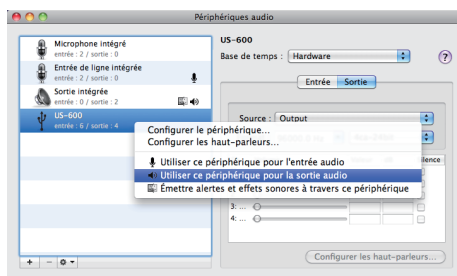 Périphériques audio
Microphone intégré
entrée : 2 / sortie : 0
Entrée de ligne intégrée
entrée : 2 / sortie : 0
Sortie intégrée
entrée : 0 / sortie : 2
US-600
entrée : 6 / sortie : 4
+ −
US-600
Base de temps : Hardware
?
Entrée Sortie
Source : Output
Configurer le périphérique...
Configurer les haut-parleurs...
Utiliser ce périphérique pour l'entrée audio
Utiliser ce périphérique pour la sortie audio
Émettre alertes et effets sonores à travers ce périphérique
ilence
3: ...
4: ...
Configurer les haut-parleurs...